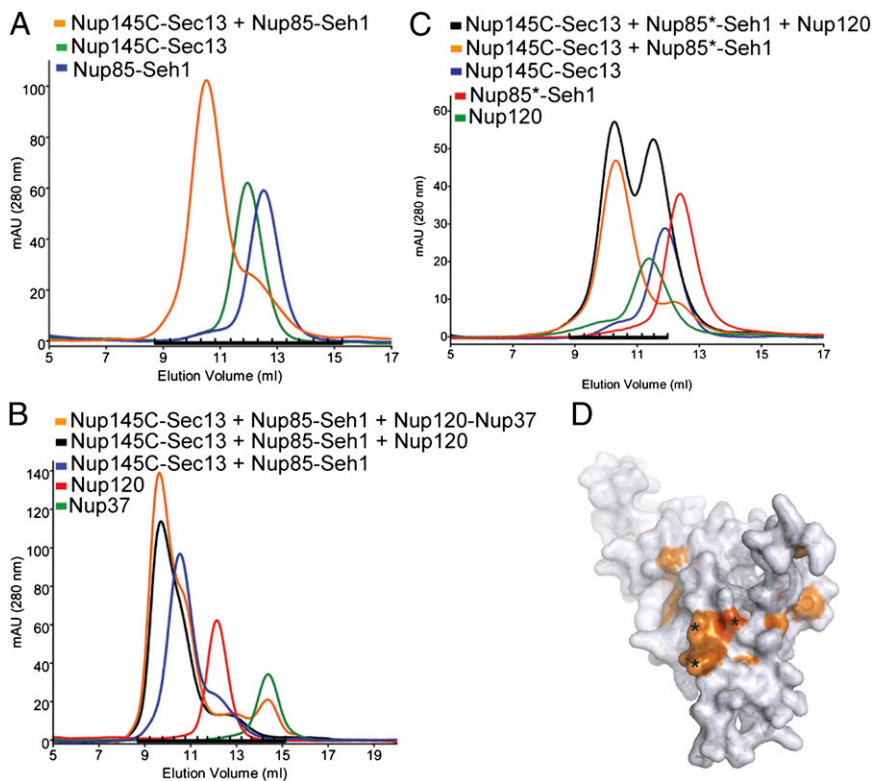 A
Nup145C-Sec13 + Nup85-Seh1
Nup145C-Sec13
Nup85-Seh1
mAU (280 nm)
100
80
60
40
20
0
5 7 9 11 13 15 17
Elution Volume (ml)
B
Nup145C-Sec13 + Nup85-Seh1 + Nup120-Nup37
Nup145C-Sec13 + Nup85-Seh1 + Nup120
Nup145C-Sec13 + Nup85-Seh1
Nup120
Nup37
mAU (280 nm)
140
120
100
80
60
40
20
0
5 7 9 11 13 15 17 19
Elution Volume (ml)
C
Nup145C-Sec13 + Nup85*-Seh1 + Nup120
Nup145C-Sec13 + Nup85*-Seh1
Nup145C-Sec13
Nup85*-Seh1
Nup120
mAU (280 nm)
60
50
40
30
20
10
0
5 7 9 11 13 15 17
Elution Volume (ml)
D
*
*
*